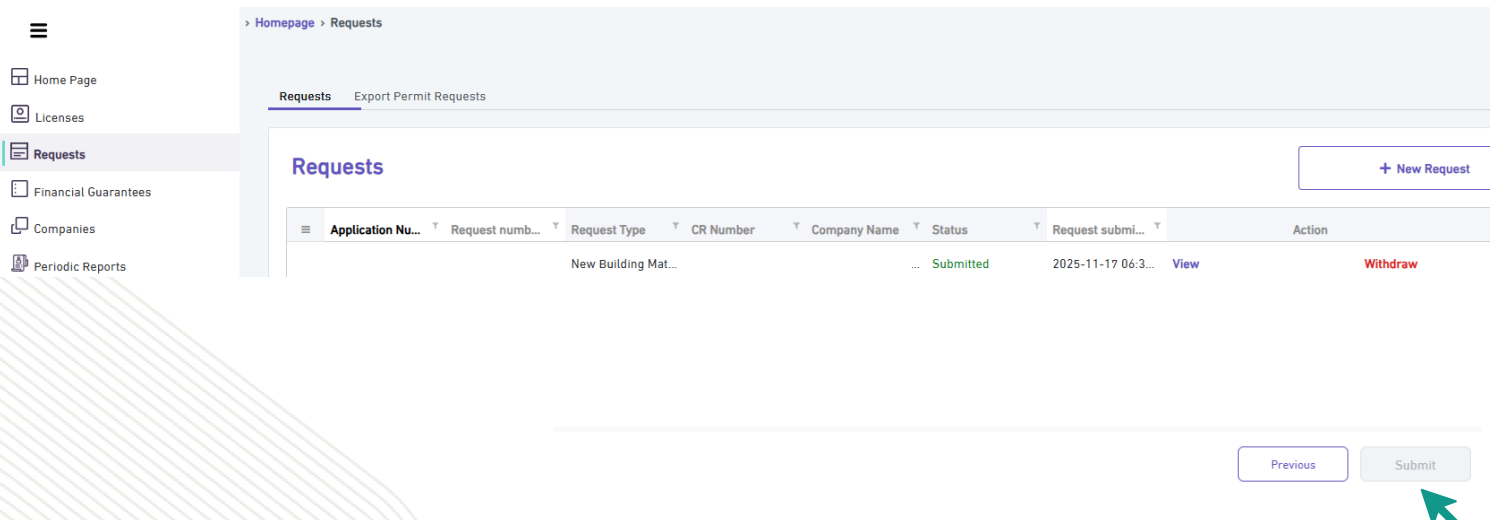 › Homepage › Requests
Home Page
Licenses
Requests
Financial Guarantees
Companies
Periodic Reports
Requests Export Permit Requests
Requests
+ New Request
Application Nu... Request numb... Request Type CR Number Company Name Status Request submi... Action
New Building Mat... ... Submitted 2025-11-17 06:3... View Withdraw
Previous Submit